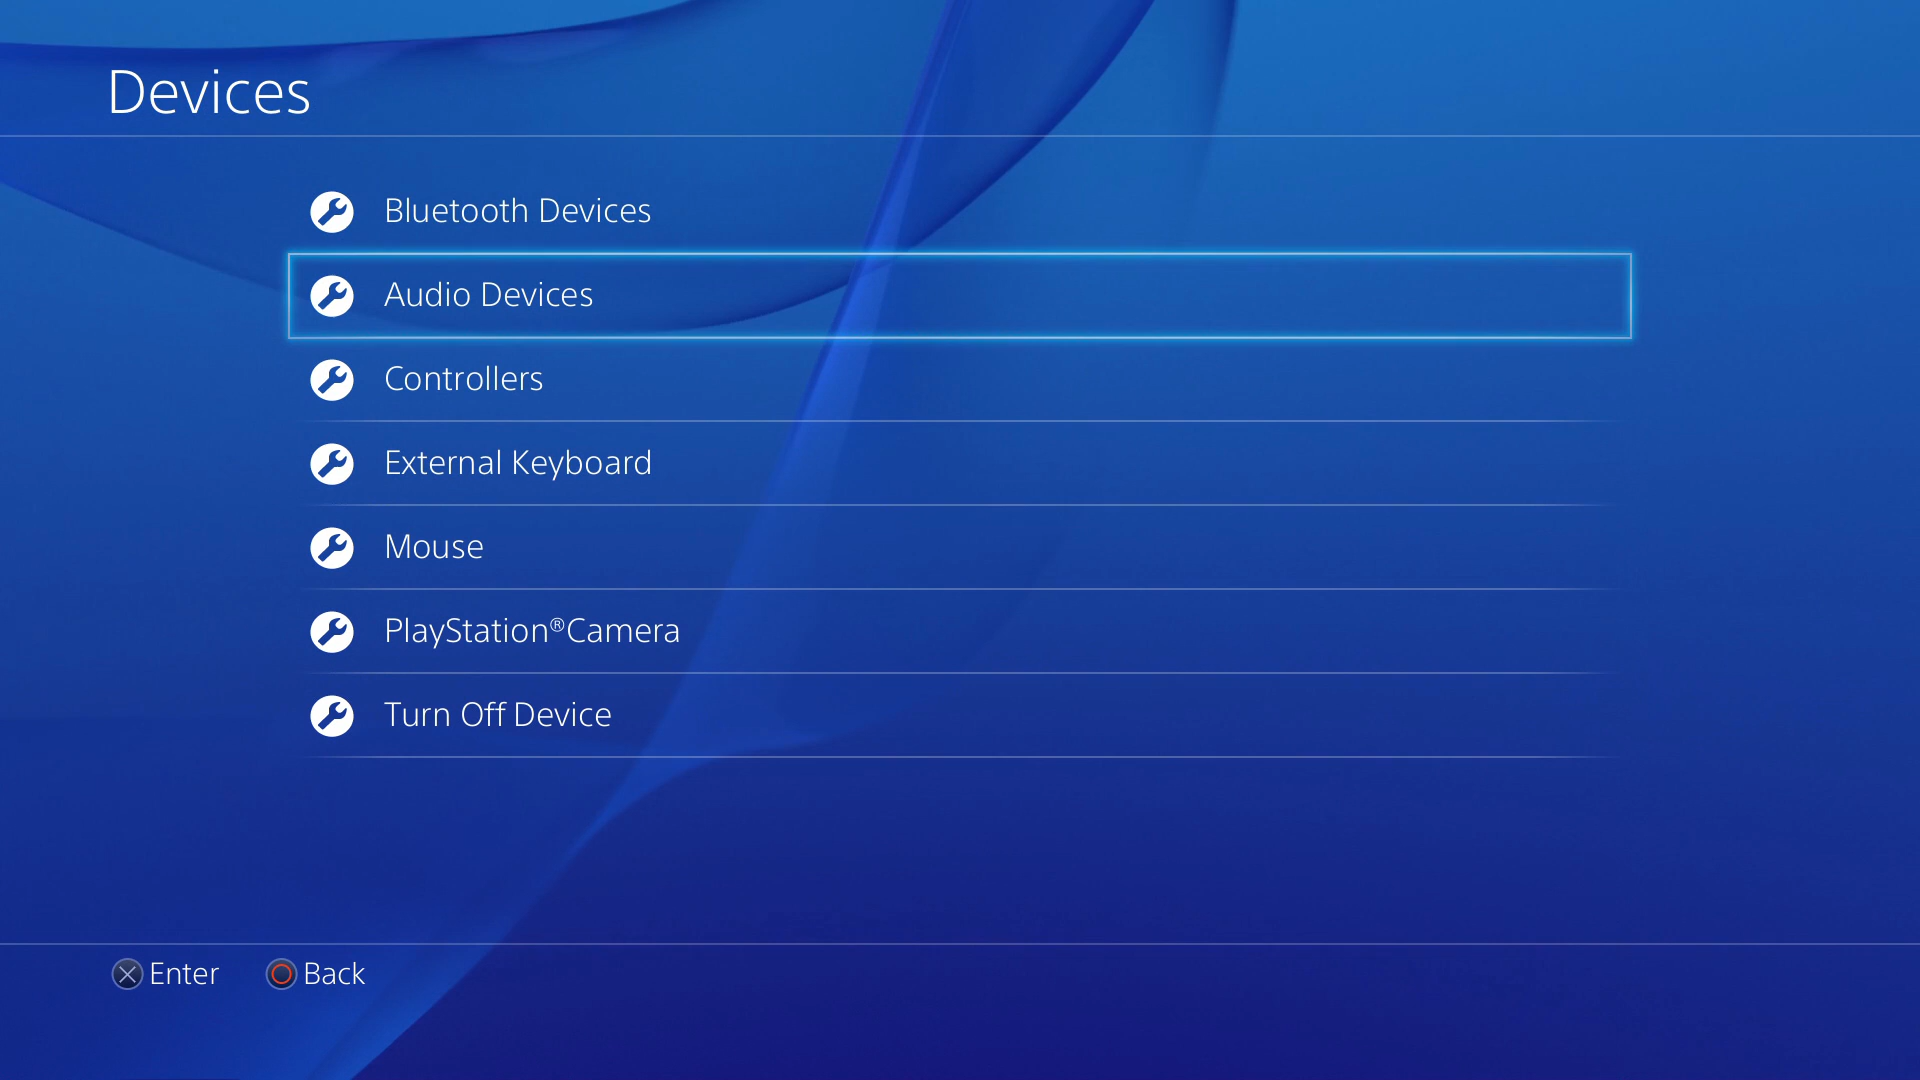 Devices
Bluetooth Devices
Audio Devices
Controllers
External Keyboard
Mouse
PlayStation®Camera
Turn Off Device
Enter Back